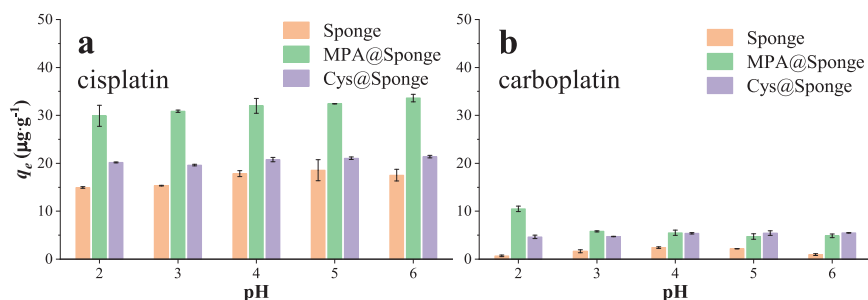 a
cisplatin
Sponge
MPA@Sponge
Cys@Sponge
50
40
30
20
10
0
qe (μg·g-1)
2 3 4 5 6
pH
b
carboplatin
Sponge
MPA@Sponge
Cys@Sponge
50
40
30
20
10
0
2 3 4 5 6
pH